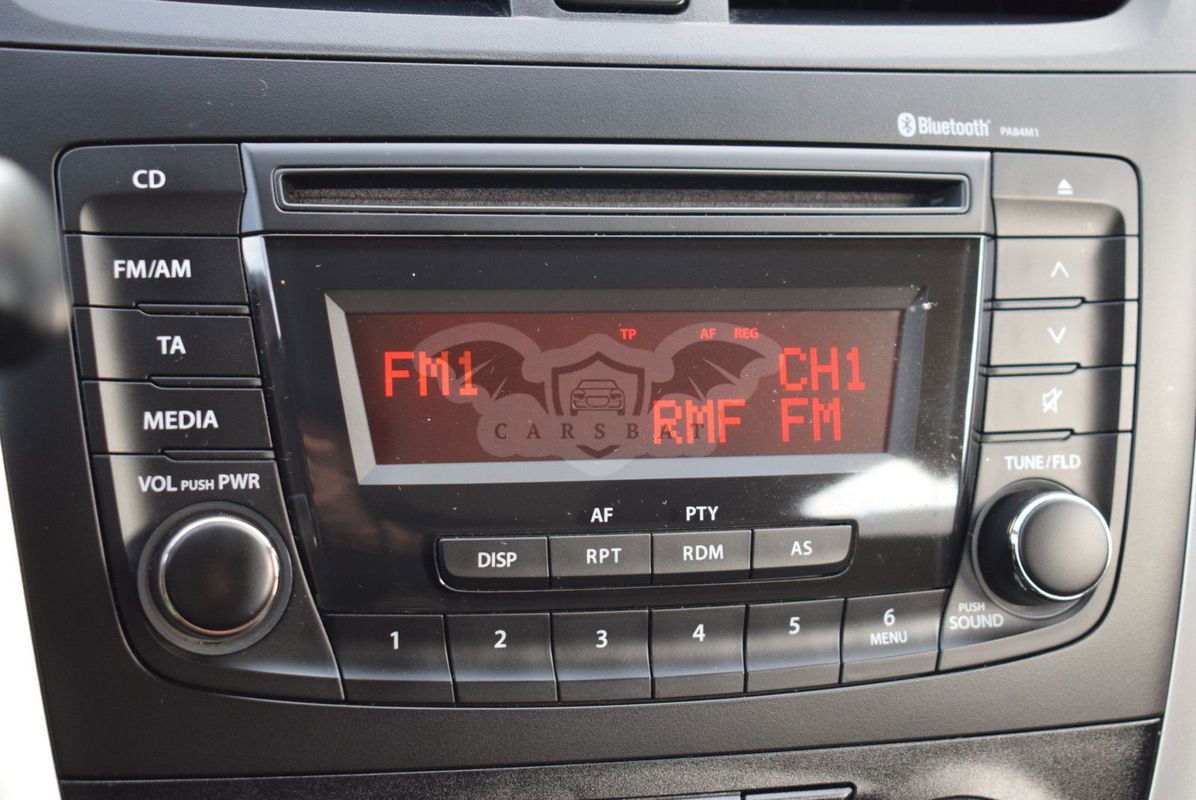 Bluetooth® PA84M1
CD
FM/AM
TA
MEDIA
VOL PUSH PWR
TP AF REG
FM1 CH1
RMF FM
CARSBAT
TUNE/FLD
AF PTY
DISP RPT RDM AS
PUSH
SOUND
1 2 3 4 5 6
MENU